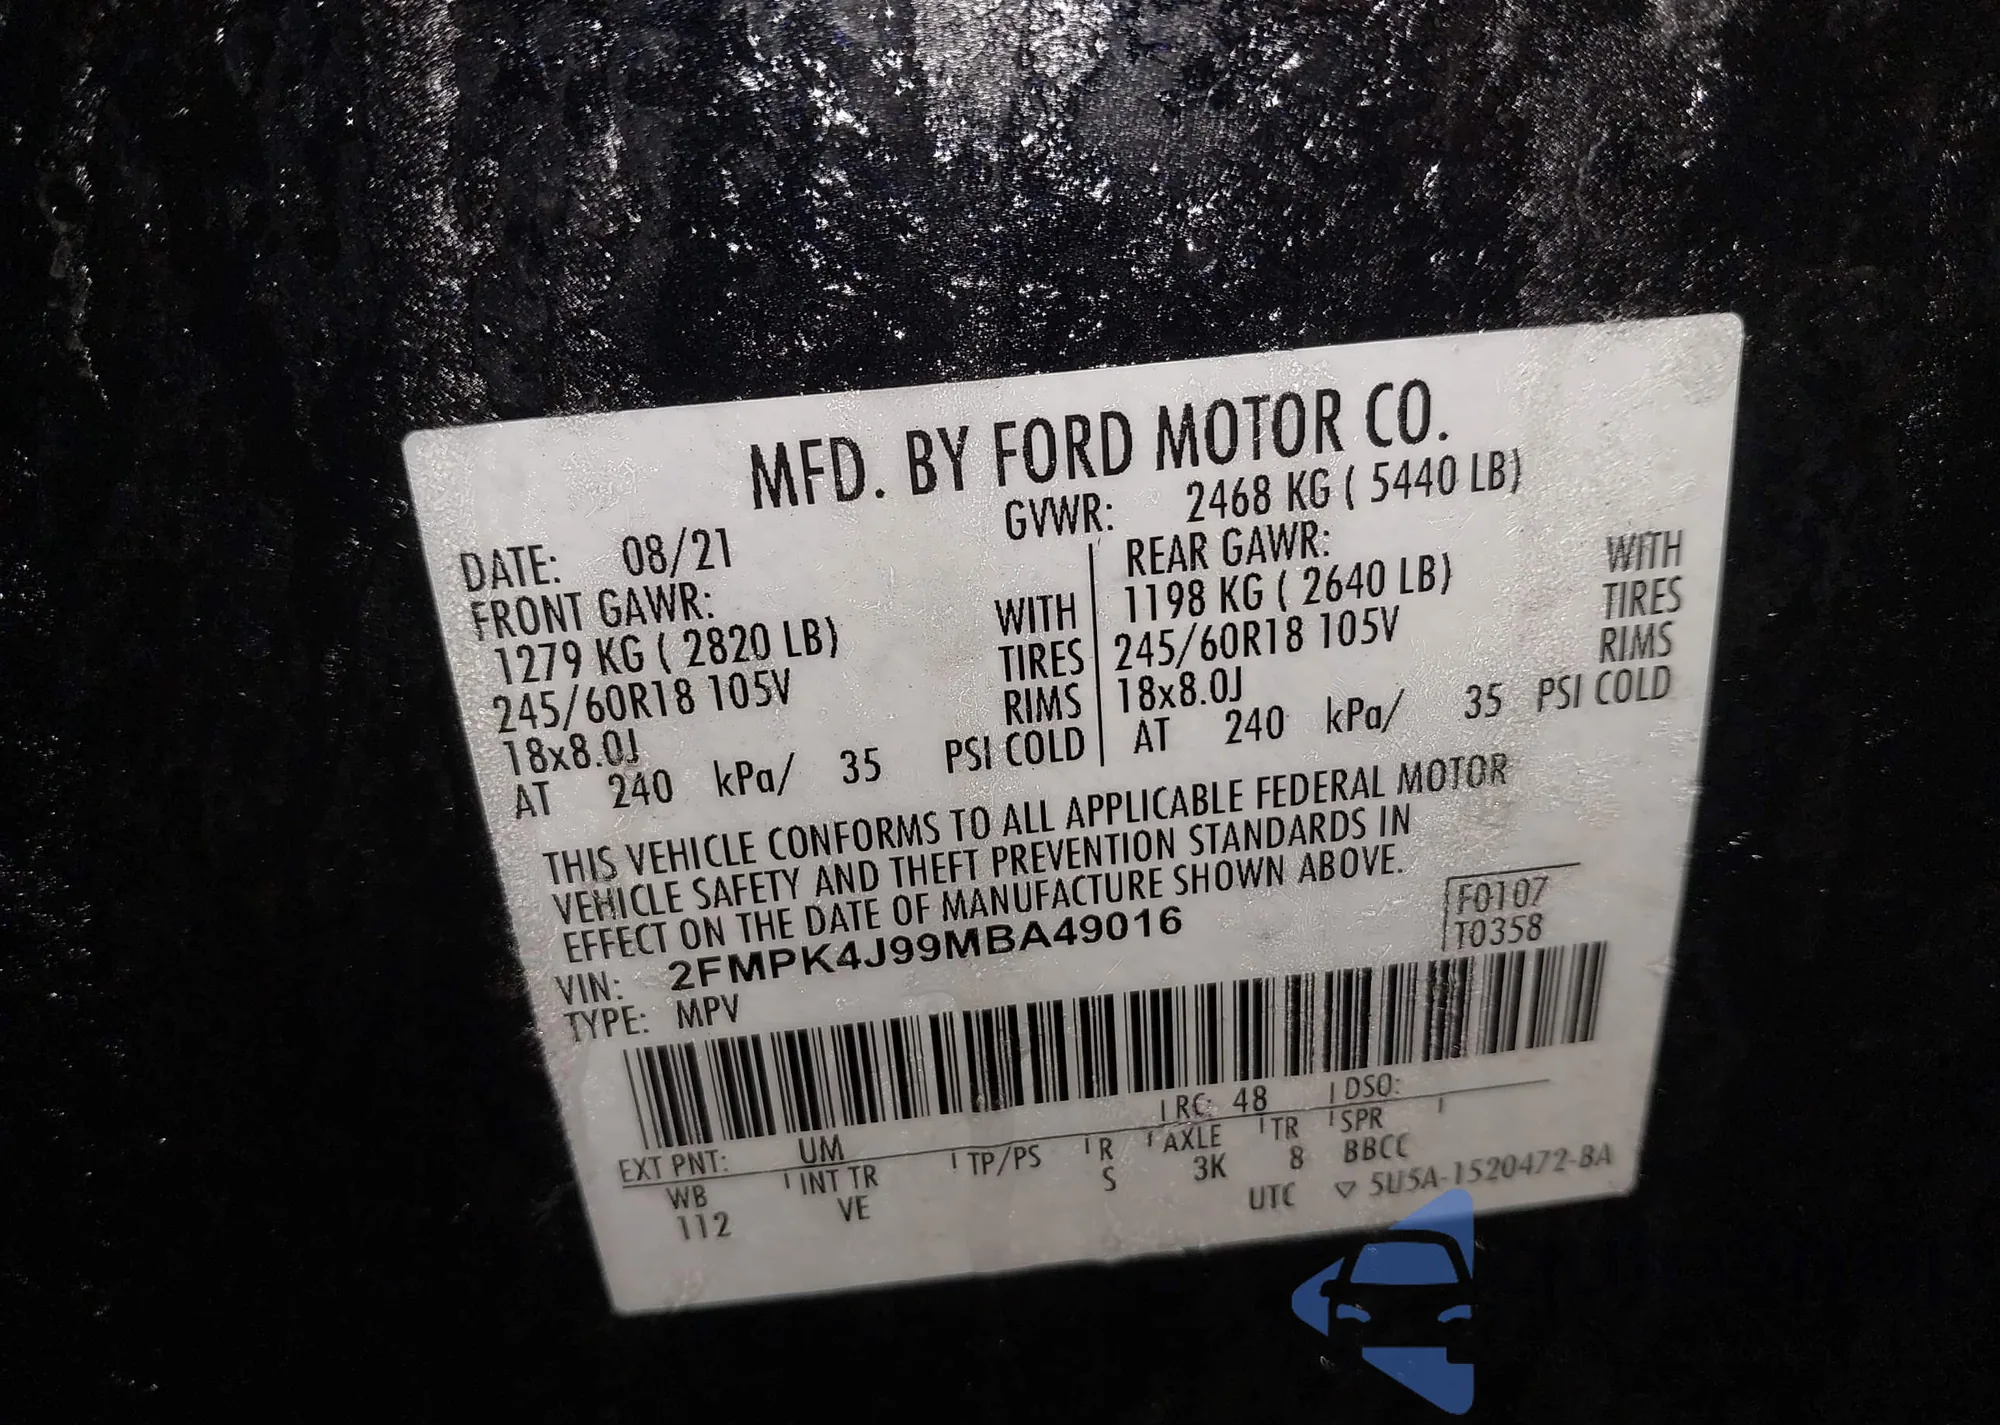 MFD. BY FORD MOTOR CO.
DATE: 08/21 GVWR: 2468 KG ( 5440 LB)
FRONT GAWR: REAR GAWR:
1279 KG ( 2820 LB) WITH 1198 KG ( 2640 LB) WITH
245/60R18 105V TIRES 245/60R18 105V TIRES
18x8.0J RIMS 18x8.0J RIMS
AT 240 kPa/ 35 PSI COLD AT 240 kPa/ 35 PSI COLD
THIS VEHICLE CONFORMS TO ALL APPLICABLE FEDERAL MOTOR
VEHICLE SAFETY AND THEFT PREVENTION STANDARDS IN
EFFECT ON THE DATE OF MANUFACTURE SHOWN ABOVE.
VIN: 2FMPK4J99MBA49016 F0107
TYPE: MPV T0358
EXT PNT: UM RC: 48 DSO:
WB INT TR TP/PS R AXLE TR SPR
112 VE S 3K 8 BBCC
UTC ▽ 5U5A-1520472-BA